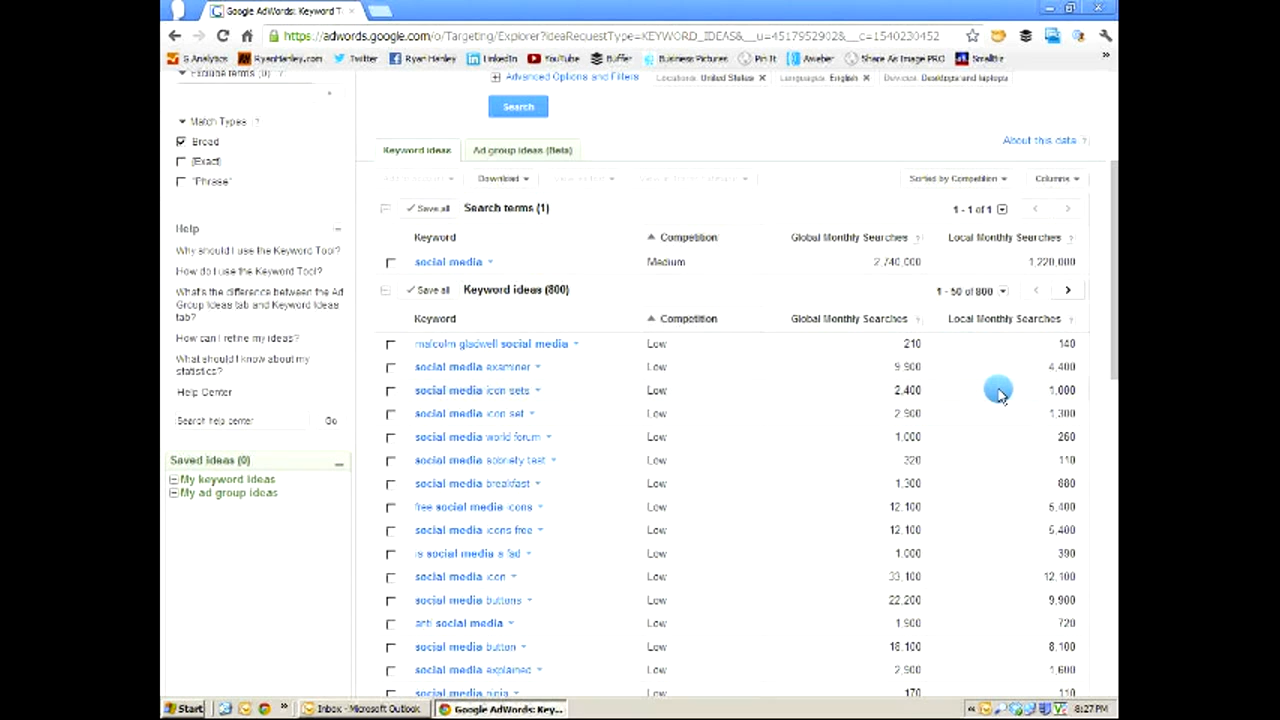 Google AdWords: Keyword T
https://adwords.google.com/o/Targeting/Explorer?ideaRequestType=KEYWORD_IDEAS&__u=4517952902&__c=1540230452
G Analytics RyanHanley.com Twitter Ryan Hanley LinkedIn YouTube Buffer Business Pictures Pin It Aweber Share As Image PRO SmallBiz
Exclude terms (0)
Advanced Options and Filters Locations: United States × Languages: English × Devices: Desktops and laptops
Search
Match Types ?
Broad
[Exact]
"Phrase"
About this data ?
Keyword ideas Ad group ideas (Beta)
Download Sorted by Competition Columns
Save all Search terms (1) 1 - 1 of 1
Keyword Competition Global Monthly Searches ? Local Monthly Searches ?
social media Medium 2,740,000 1,220,000
Save all Keyword ideas (800) 1 - 50 of 800
Keyword Competition Global Monthly Searches ? Local Monthly Searches ?
malcolm gladwell social media Low 210 140
social media examiner Low 9,900 4,400
social media icon sets Low 2,400 1,000
social media icon set Low 2,900 1,300
social media world forum Low 1,000 260
social media sobriety test Low 320 110
social media breakfast Low 1,300 880
free social media icons Low 12,100 5,400
social media icons free Low 12,100 5,400
is social media a fad Low 1,000 390
social media icon Low 33,100 12,100
social media buttons Low 22,200 9,900
anti social media Low 1,900 720
social media button Low 18,100 8,100
social media explained Low 2,900 1,600
social media ninja Low 170 110
Help
Why should I use the Keyword Tool?
How do I use the Keyword Tool?
What's the difference between the Ad
Group Ideas tab and Keyword Ideas
tab?
How can I refine my ideas?
What should I know about my
statistics?
Help Center
Search help center Go
Saved ideas (0)
My keyword ideas
My ad group ideas
Start Inbox - Microsoft Outlook Google AdWords: Key... 8:27 PM